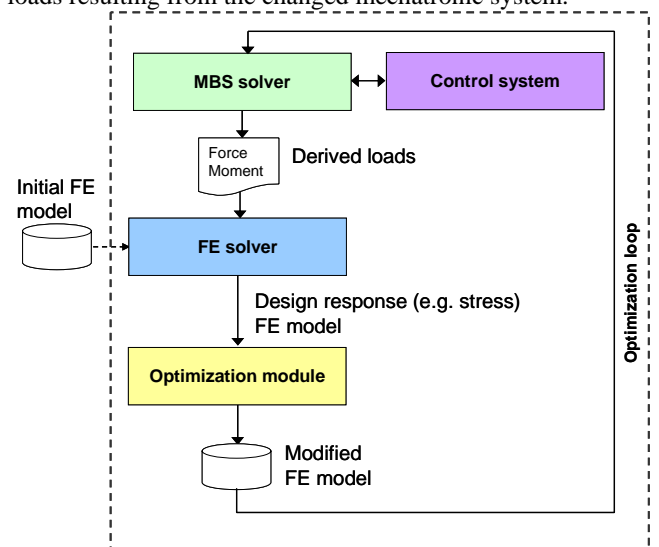 loads resulting from the changed mechatronic system.
MBS solver
Control system
Force
Moment
Derived loads
Initial FE
model
FE solver
Design response (e.g. stress)
FE model
Optimization module
Modified
FE model
Optimization loop